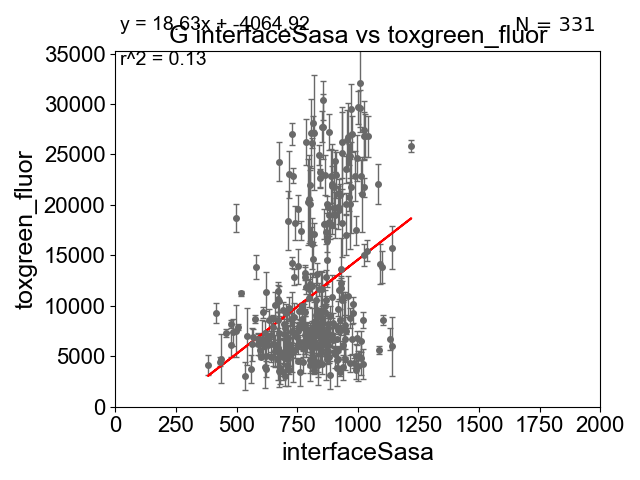 y = 18.63x + -4064.92
N = 331
G interfaceSasa vs toxgreen_fluor
r^2 = 0.13
35000
30000
25000
20000
15000
10000
5000
0
toxgreen_fluor
0 250 500 750 1000 1250 1500 1750 2000
interfaceSasa